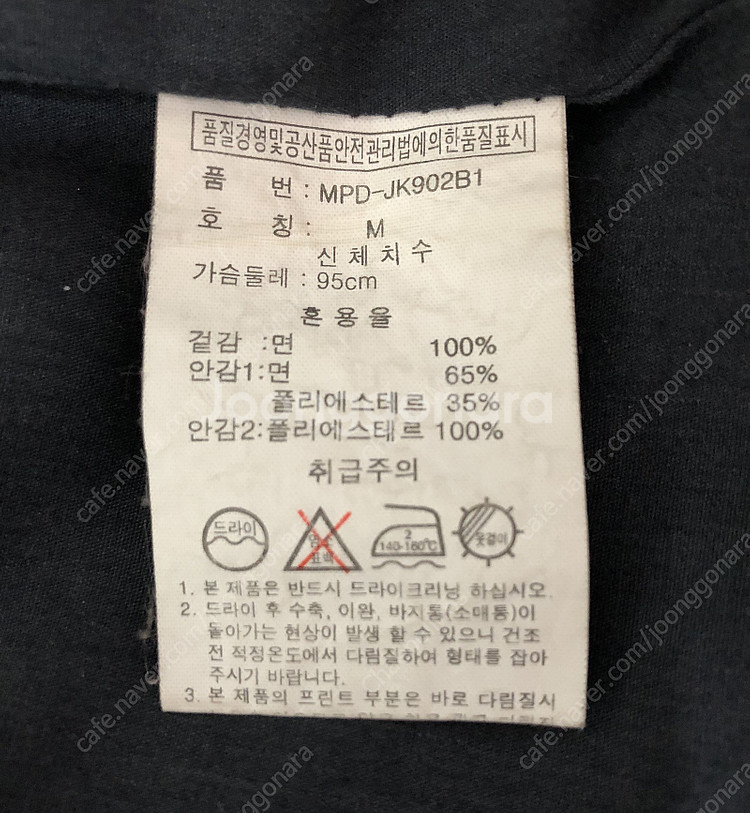 품질경영및공산품안전관리법에의한품질표시
품 번 : MPD-JK902B1
호 칭 : M
신체치수
가슴둘레 : 95cm
혼용율
겉감 :면 100%
안감1:면 65%
폴리에스테르 35%
안감2:폴리에스테르 100%
취급주의
드라이
염소
표백
2
140-160℃
옷걸이
1. 본 제품은 반드시 드라이크리닝 하십시오.
2. 드라이 후 수축, 이완, 바지통(소매통)이
돌아가는 현상이 발생 할 수 있으니 건조
전 적정온도에서 다림질하여 형태를 잡아
주시기 바랍니다.
3. 본 제품의 프린트 부분은 바로 다림질시
Joonggonara
cafe.naver.com/joonggonara